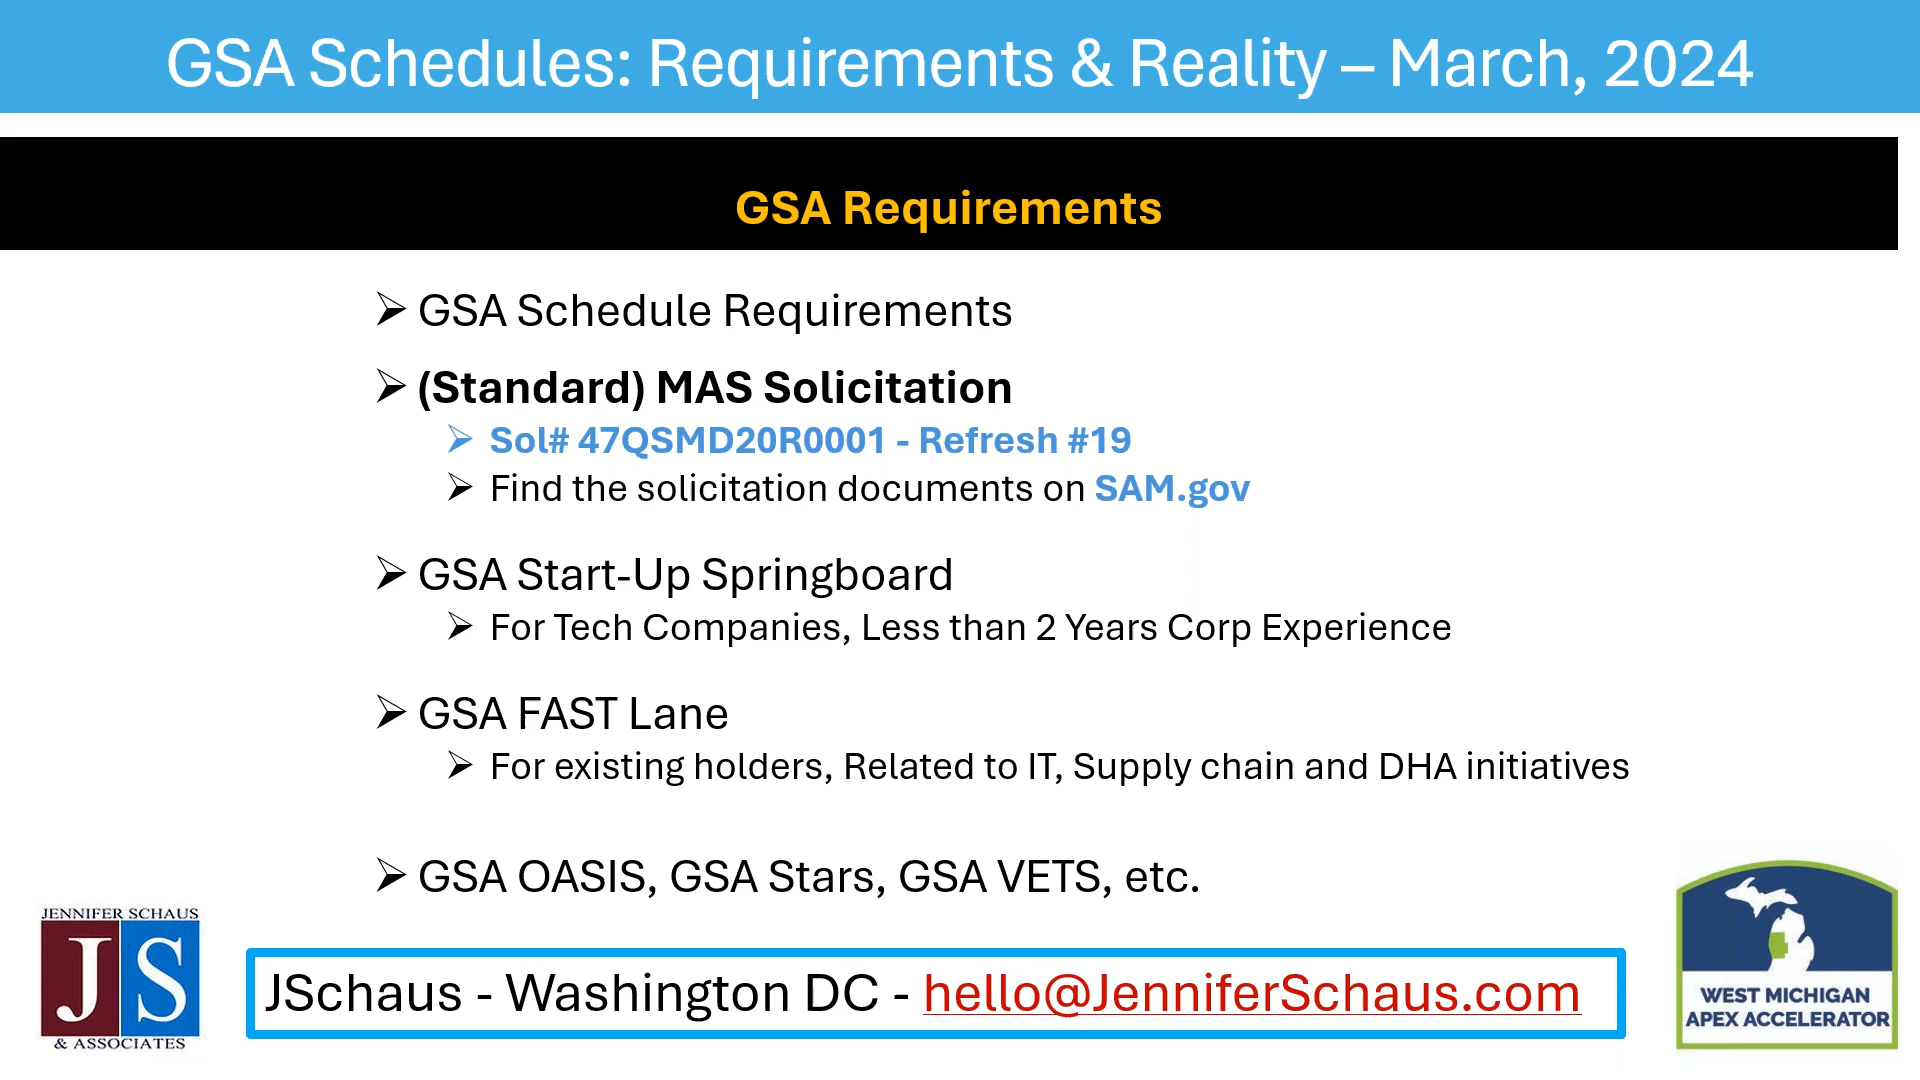 GSA Schedules: Requirements & Reality – March, 2024
GSA Requirements
➢ GSA Schedule Requirements
➢ (Standard) MAS Solicitation
➢ Sol# 47QSMD20R0001 - Refresh #19
➢ Find the solicitation documents on SAM.gov
➢ GSA Start-Up Springboard
➢ For Tech Companies, Less than 2 Years Corp Experience
➢ GSA FAST Lane
➢ For existing holders, Related to IT, Supply chain and DHA initiatives
➢ GSA OASIS, GSA Stars, GSA VETS, etc.
JENNIFER SCHAUS
JS
& ASSOCIATES
JSchaus - Washington DC - hello@JenniferSchaus.com
WEST MICHIGAN
APEX ACCELERATOR